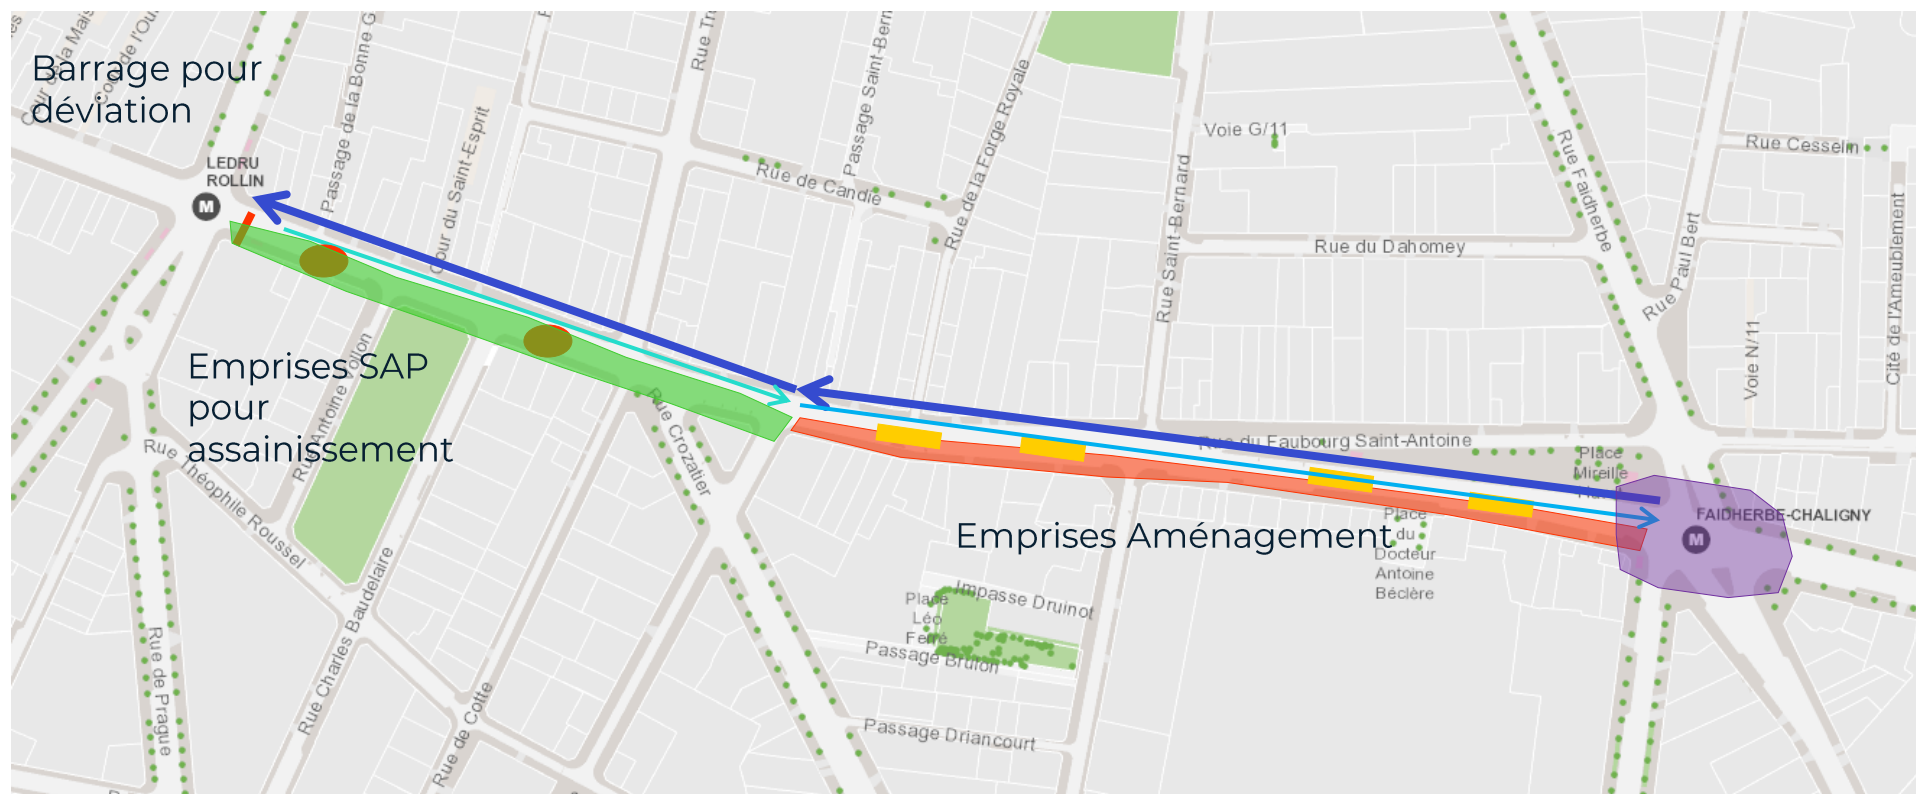 Barrage pour
déviation
Passage de la Bonne G
Cour du Saint-Esprit
Rue Tr
Passage Saint-Bern
Rue de la Forge Royale
Rue de Candie
Voie G/11
Rue Saint-Bernard
Rue du Dahomey
Rue Faidherbe
Rue Paul Bert
Rue Cesselin
Cité de l'Ameublement
Voie N/11
LEDRU
ROLLIN
M
Emprises SAP
pour
assainissement
Rue Antoine Vollon
Rue Théophile Roussel
Rue Crozatier
Rue du Faubourg Saint-Antoine
Place
Mireille
FAIDHERBE-CHALIGNY
M
Emprises Aménagement
Place
du
Docteur
Antoine
Béclère
Impasse Druinot
Place
Léo
Ferré
Passage Brulon
Passage Driancourt
Rue de Prague
Rue Charles Baudelaire
Rue de Cotte